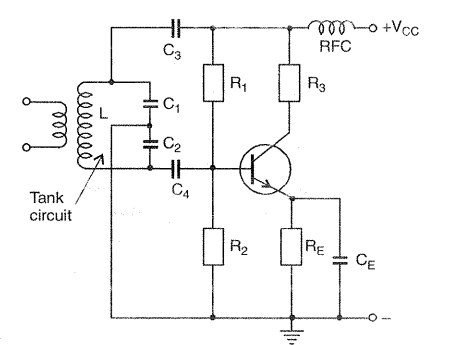 C3
+VCC
RFC
R1
R3
L
C1
C2
C4
Tank
circuit
R2
RE
CE
−